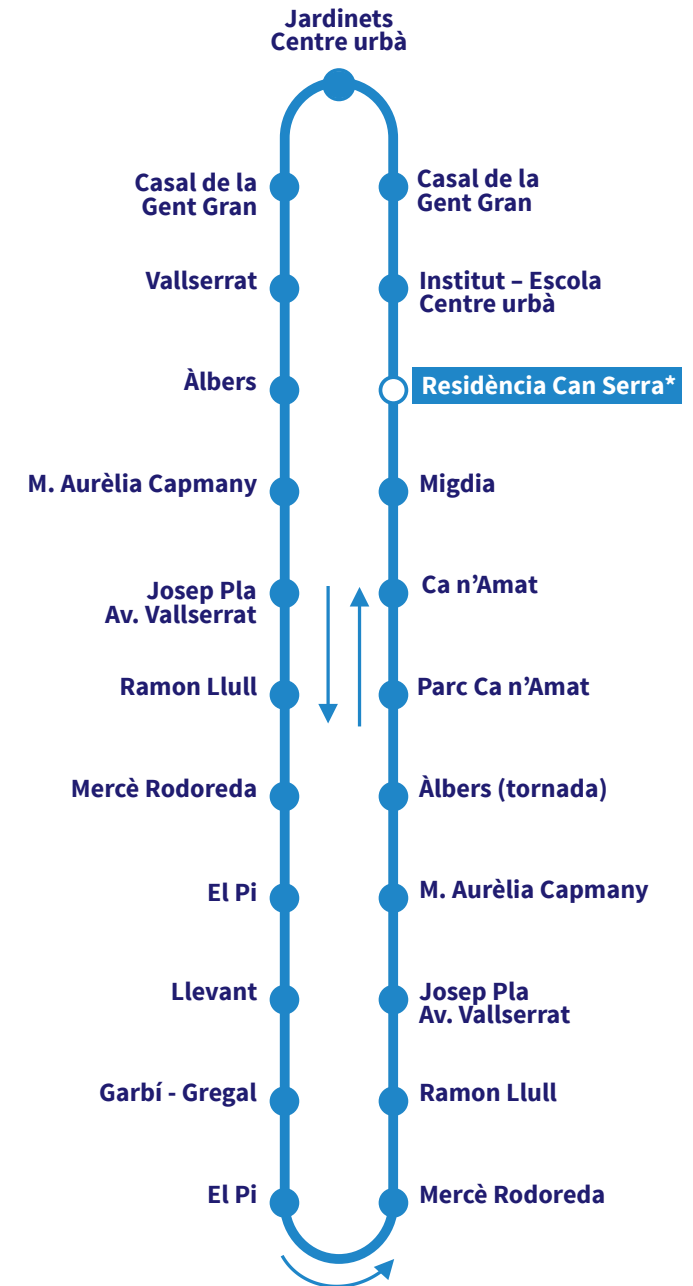 Jardinets
Centre urbà
Casal de la
Gent Gran
Vallserrat
Àlbers
M. Aurèlia Capmany
Josep Pla
Av. Vallserrat
Ramon Llull
Mercè Rodoreda
El Pi
Llevant
Garbí - Gregal
El Pi
Casal de la
Gent Gran
Institut – Escola
Centre urbà
Residència Can Serra*
Migdia
Ca n’Amat
Parc Ca n’Amat
Àlbers (tornada)
M. Aurèlia Capmany
Josep Pla
Av. Vallserrat
Ramon Llull
Mercè Rodoreda